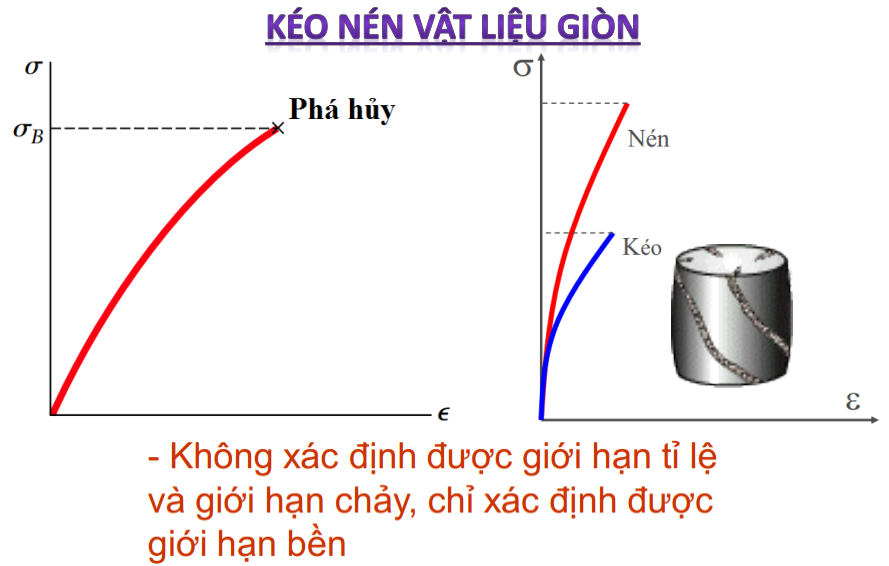 KÉO NÉN VẬT LIỆU GIÒN
σ
σB
Phá hủy
ϵ
σ
Nén
Kéo
ε
- Không xác định được giới hạn tỉ lệ
và giới hạn chảy, chỉ xác định được
giới hạn bền